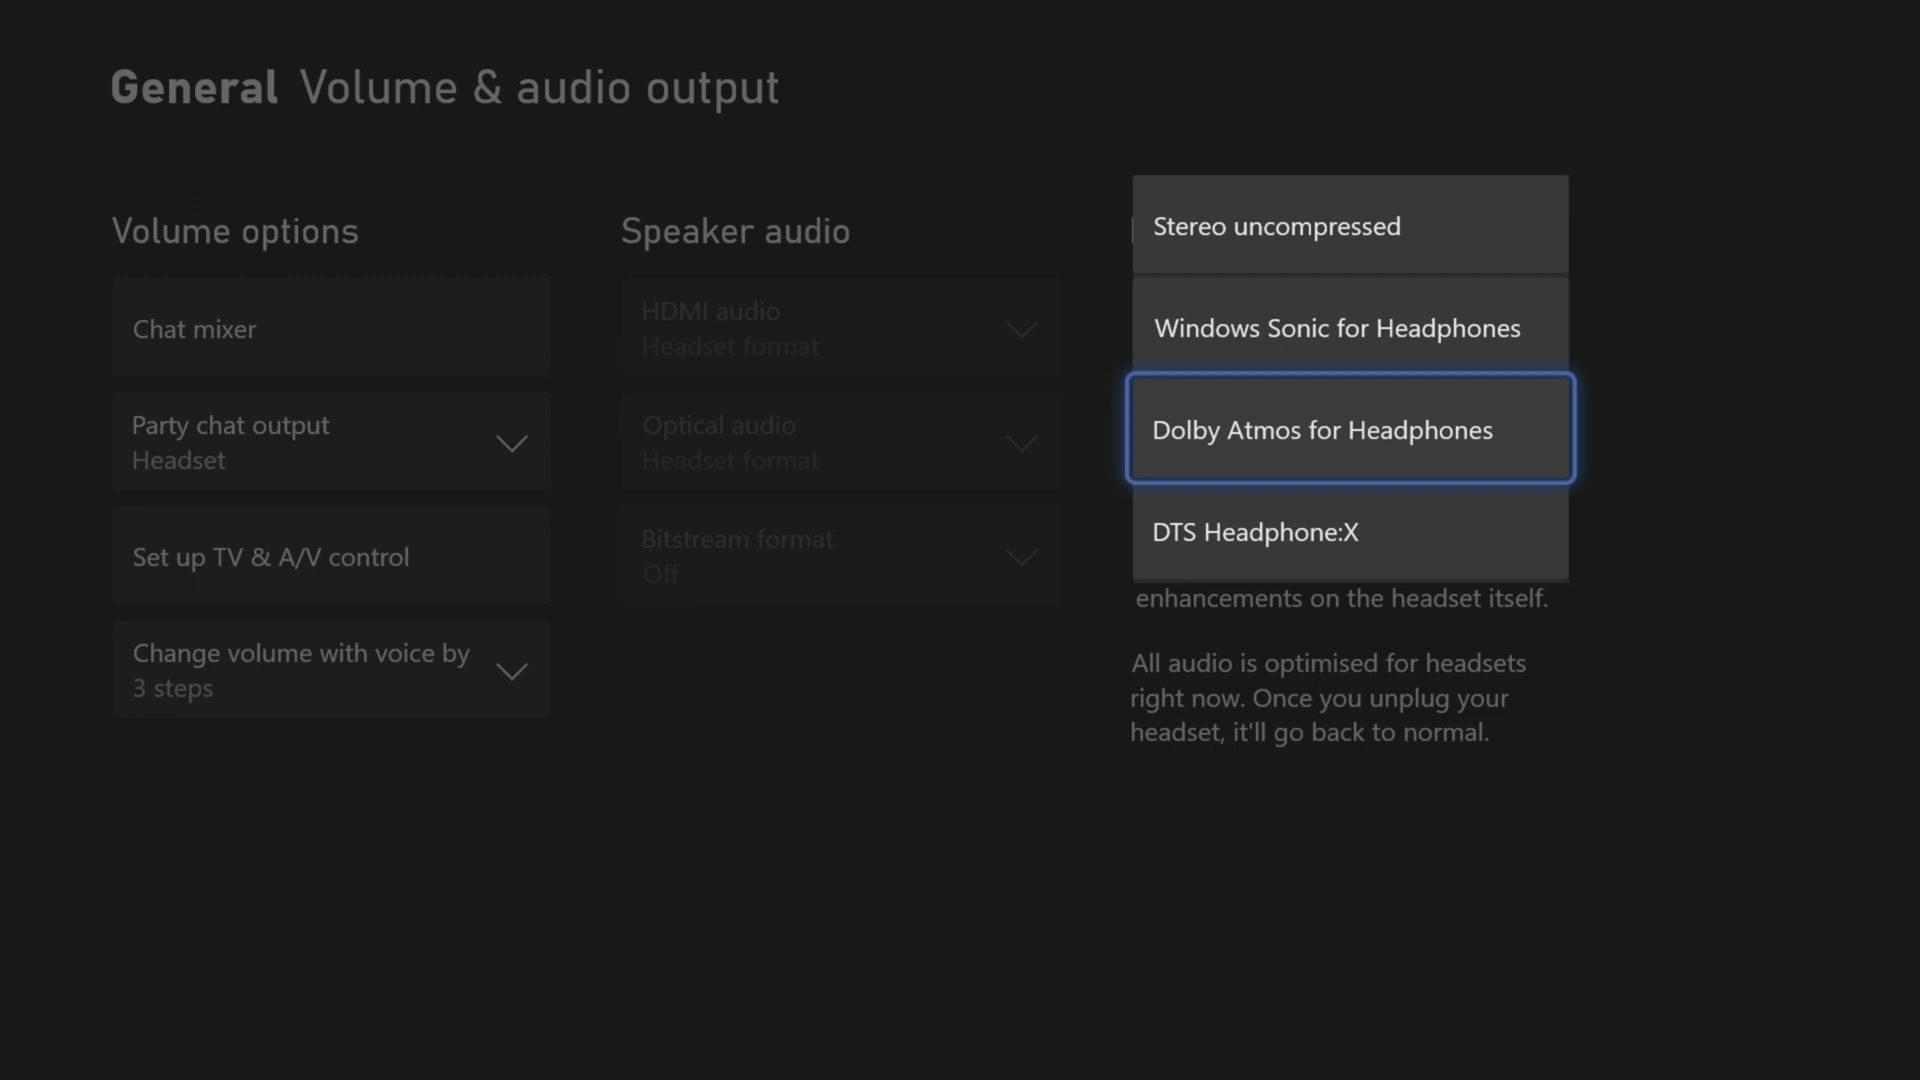 General Volume & audio output
Volume options
Chat mixer
Party chat output
Headset
Set up TV & A/V control
Change volume with voice by
3 steps
Speaker audio
HDMI audio
Headset format
Optical audio
Headset format
Bitstream format
Off
Stereo uncompressed
Windows Sonic for Headphones
Dolby Atmos for Headphones
DTS Headphone:X
enhancements on the headset itself.
All audio is optimised for headsets
right now. Once you unplug your
headset, it'll go back to normal.